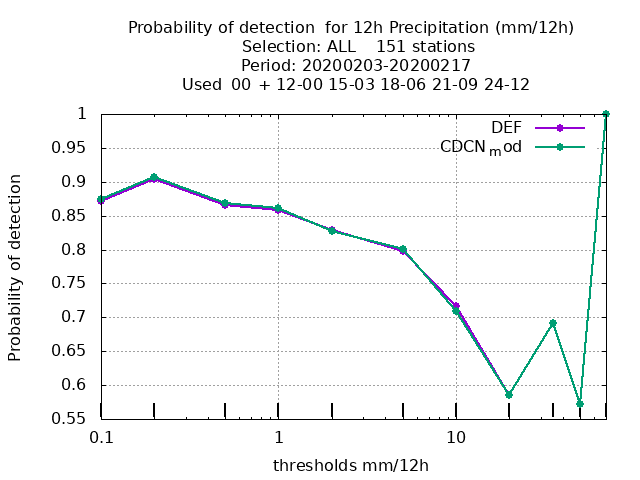 Probability of detection  for 12h Precipitation (mm/12h)
Selection: ALL    151 stations
Period: 20200203-20200217
Used  00 + 12-00 15-03 18-06 21-09 24-12
DEF
CDCNmod
Probability of detection
1
0.95
0.9
0.85
0.8
0.75
0.7
0.65
0.6
0.55
0.1 1 10
thresholds mm/12h